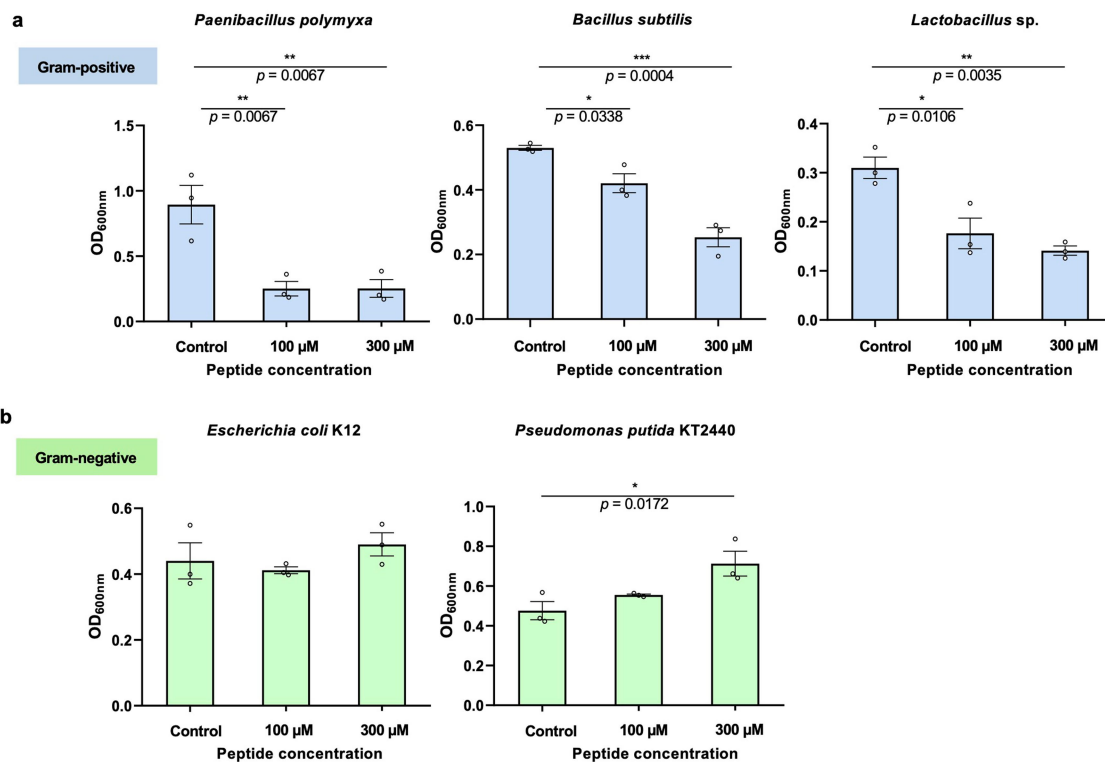 a
Paenibacillus polymyxa
Bacillus subtilis
Lactobacillus sp.
Gram-positive
**
p = 0.0067
**
p = 0.0067
1.5
1.0
0.5
0.0
OD600nm
Control
100 µM
300 µM
Peptide concentration
***
p = 0.0004
*
p = 0.0338
0.6
0.4
0.2
0.0
OD600nm
Control
100 µM
300 µM
Peptide concentration
**
p = 0.0035
*
p = 0.0106
0.4
0.3
0.2
0.1
0.0
OD600nm
Control
100 µM
300 µM
Peptide concentration
b
Escherichia coli K12
Pseudomonas putida KT2440
Gram-negative
0.6
0.4
0.2
0.0
OD600nm
Control
100 µM
300 µM
Peptide concentration
*
p = 0.0172
1.0
0.8
0.6
0.4
0.2
0.0
OD600nm
Control
100 µM
300 µM
Peptide concentration